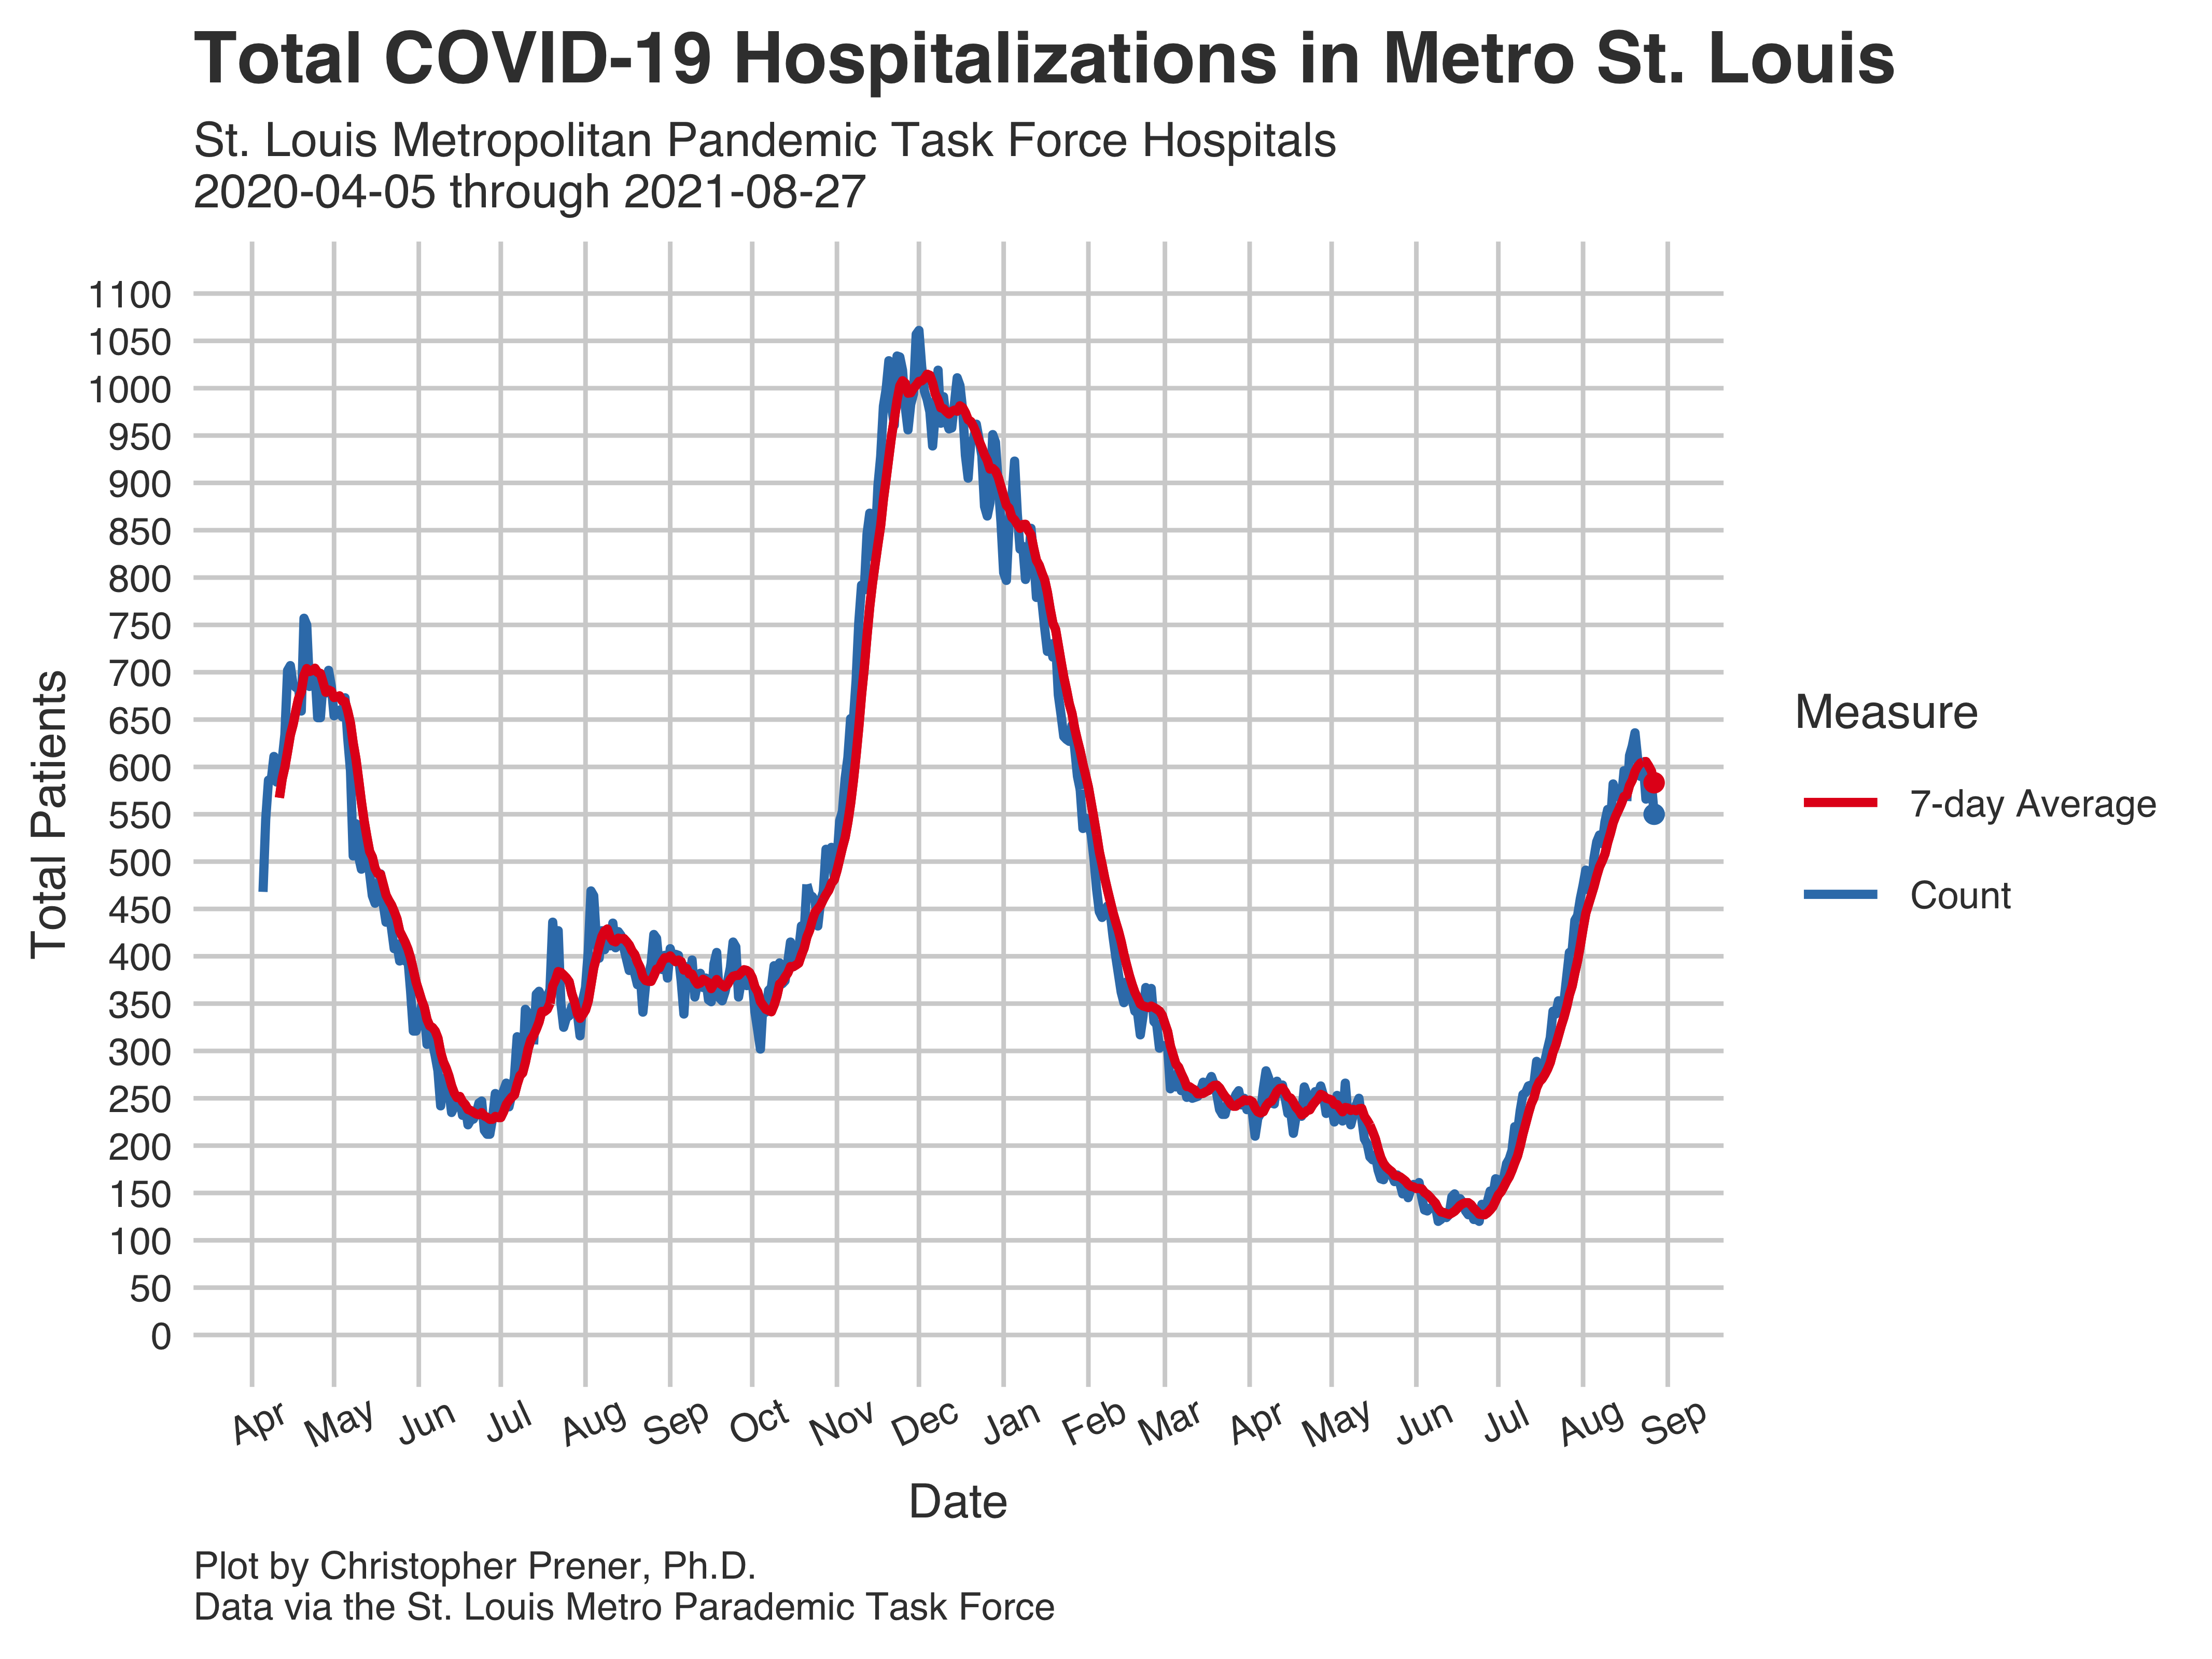 Total COVID-19 Hospitalizations in Metro St. Louis
St. Louis Metropolitan Pandemic Task Force Hospitals
2020-04-05 through 2021-08-27
1100
1050
1000
950
900
850
800
750
700
650
600
550
500
450
400
350
300
250
200
150
100
50
0
Total Patients
Apr May Jun Jul Aug Sep Oct Nov Dec Jan Feb Mar Apr May Jun Jul Aug Sep
Date
Measure
7-day Average
Count
Plot by Christopher Prener, Ph.D.
Data via the St. Louis Metro Parademic Task Force